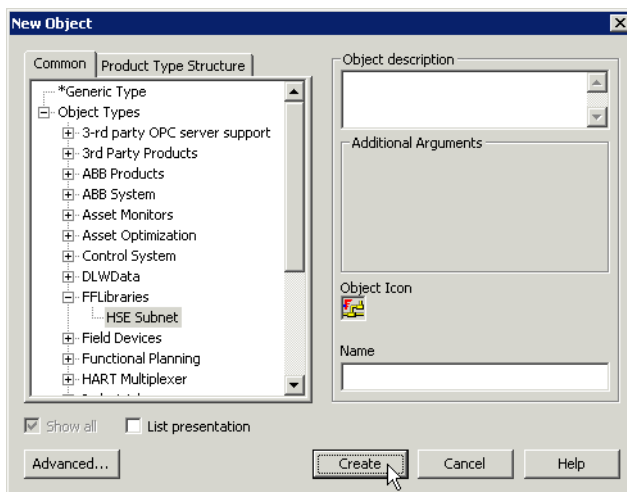 New Object
Common
Product Type Structure
*Generic Type
Object Types
3-rd party OPC server support
3rd Party Products
ABB Products
ABB System
Asset Monitors
Asset Optimization
Control System
DLWData
FFLibraries
HSE Subnet
Field Devices
Functional Planning
HART Multiplexer
Object description
Additional Arguments
Object Icon
Name
Show all
List presentation
Advanced...
Create
Cancel
Help